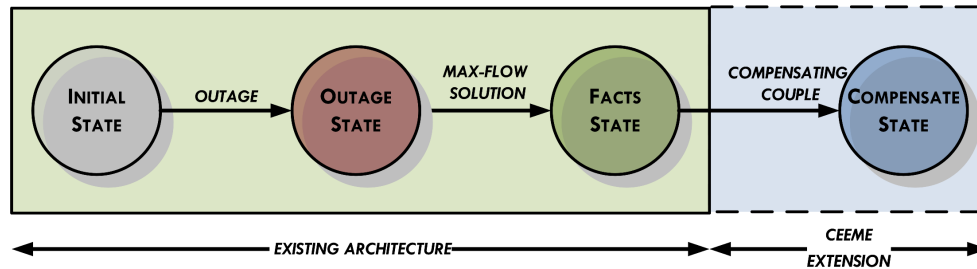 INITIAL
STATE
OUTAGE
OUTAGE
STATE
MAX-FLOW
SOLUTION
FACTS
STATE
COMPENSATING
COUPLE
COMPENSATE
STATE
EXISTING ARCHITECTURE
CEEME
EXTENSION